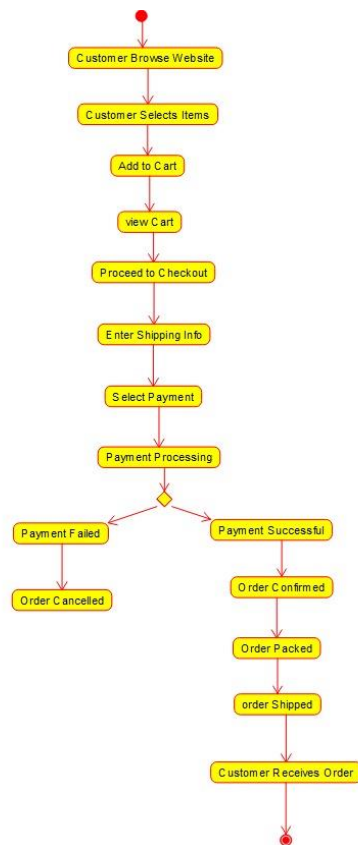 Customer Browse Website
Customer Selects Items
Add to Cart
view Cart
Proceed to Checkout
Enter Shipping Info
Select Payment
Payment Processing
Payment Failed
Payment Successful
Order Cancelled
Order Confirmed
Order Packed
order Shipped
Customer Receives Order